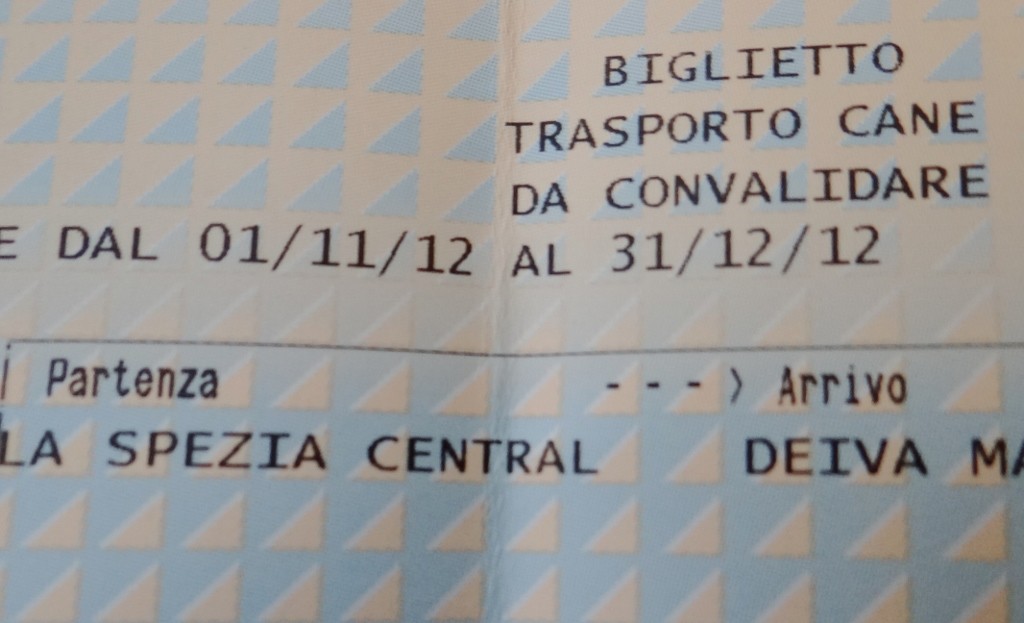 BIGLIETTO
TRASPORTO CANE
DA CONVALIDARE
E DAL 01/11/12 AL 31/12/12
Partenza - - - > Arrivo
LA SPEZIA CENTRAL DEIVA MA